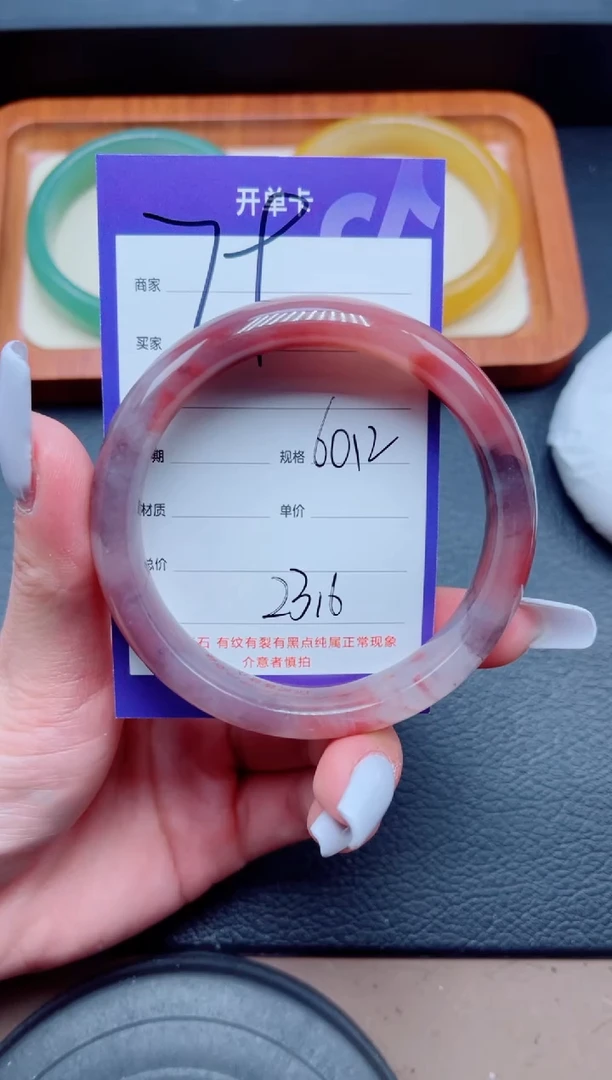 开单卡
商家
买家
期 规格 6012
材质 单价
总价
2316
石 有纹有裂有黑点纯属正常现象
介意者慎拍